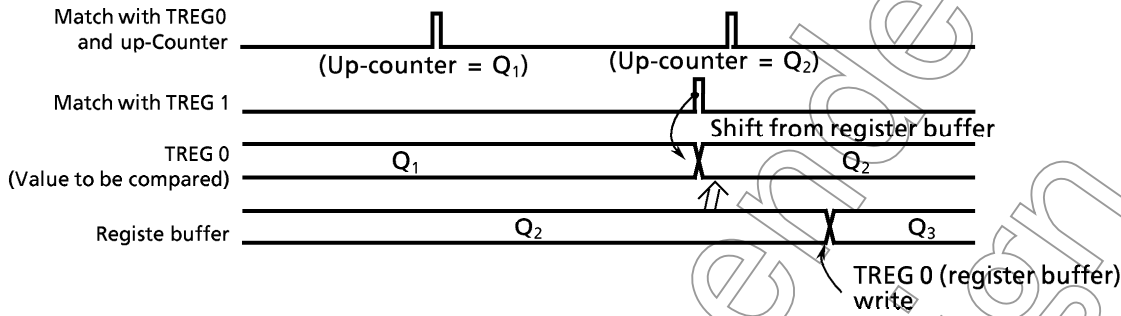 Match with TREG0
and up-Counter
(Up-counter = Q1)
(Up-counter = Q2)
Match with TREG 1
Shift from register buffer
TREG 0
(Value to be compared)
Q1
Q2
Registe buffer
Q2
Q3
TREG 0 (register buffer)
write